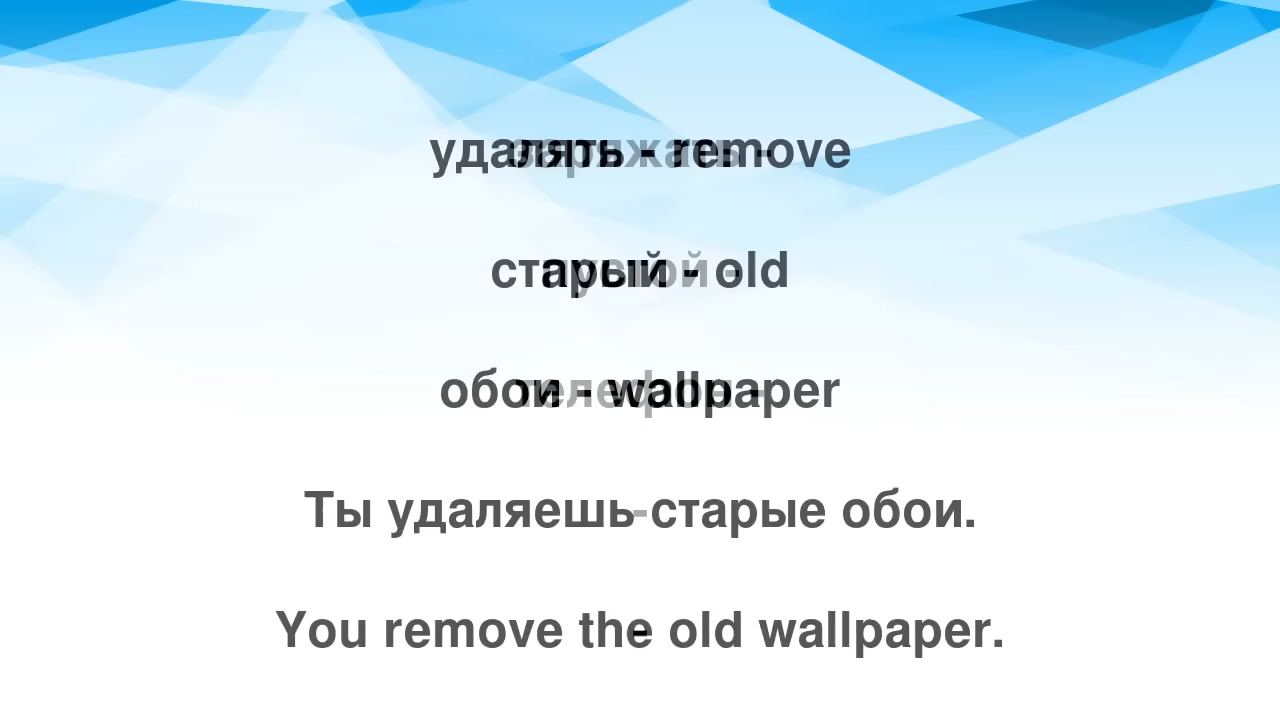 удалять - remove
старый - old
обои - wallpaper
Ты удаляешь старые обои.
You remove the old wallpaper.